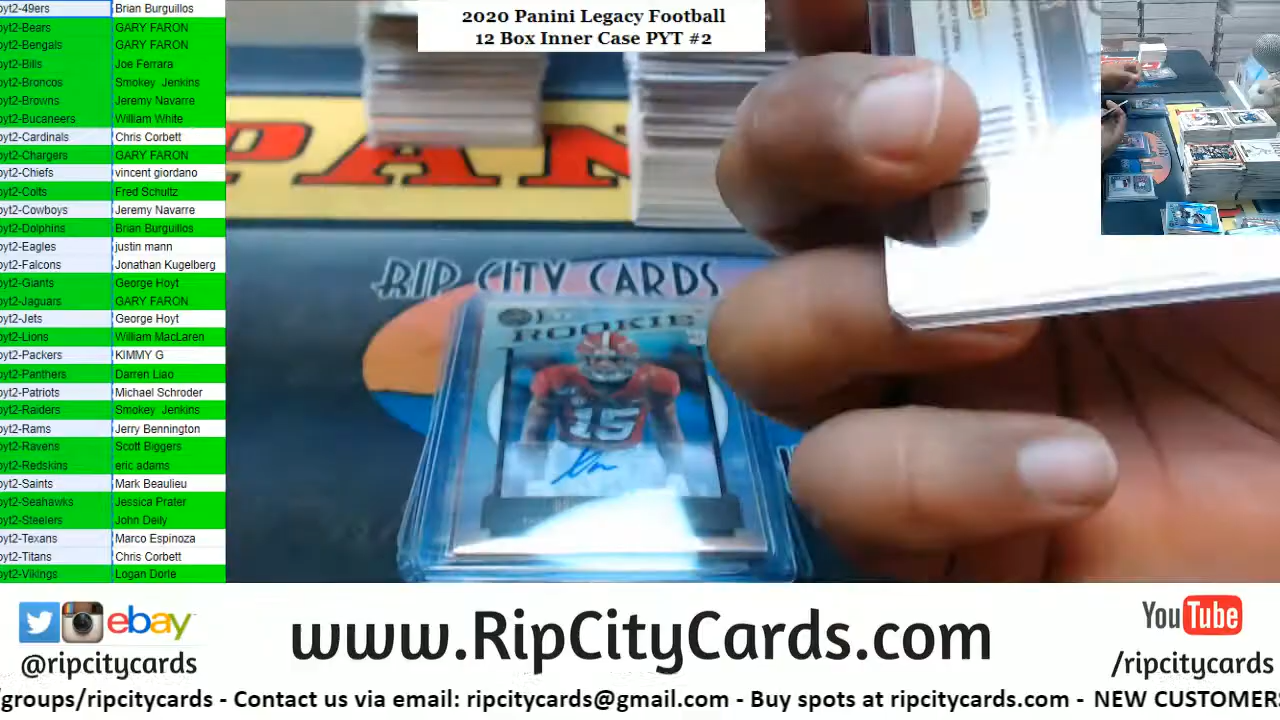 pyt2-49ers Brian Burguillos
pyt2-Bears GARY FARON
pyt2-Bengals GARY FARON
pyt2-Bills Joe Ferrara
pyt2-Broncos Smokey Jenkins
pyt2-Browns Jeremy Navarre
pyt2-Bucaneers William White
pyt2-Cardinals Chris Corbett
pyt2-Chargers GARY FARON
pyt2-Chiefs vincent giordano
pyt2-Colts Fred Schultz
pyt2-Cowboys Jeremy Navarre
pyt2-Dolphins Brian Burguillos
pyt2-Eagles justin mann
pyt2-Falcons Jonathan Kugelberg
pyt2-Giants George Hoyt
pyt2-Jaguars GARY FARON
pyt2-Jets George Hoyt
pyt2-Lions William MacLaren
pyt2-Packers KIMMY G
pyt2-Panthers Darren Liao
pyt2-Patriots Michael Schroder
pyt2-Raiders Smokey Jenkins
pyt2-Rams Jerry Bennington
pyt2-Ravens Scott Biggers
pyt2-Redskins eric adams
pyt2-Saints Mark Beaulieu
pyt2-Seahawks Jessica Prater
pyt2-Steelers John Deily
pyt2-Texans Marco Espinoza
pyt2-Titans Chris Corbett
pyt2-Vikings Logan Dorle
2020 Panini Legacy Football
12 Box Inner Case PYT #2
PAN
RIP CITY CARDS
ROOKIE
15
ebay
@ripcitycards
www.RipCityCards.com
YouTube
/ripcitycards
/groups/ripcitycards - Contact us via email: ripcitycards@gmail.com - Buy spots at ripcitycards.com - NEW CUSTOMERS